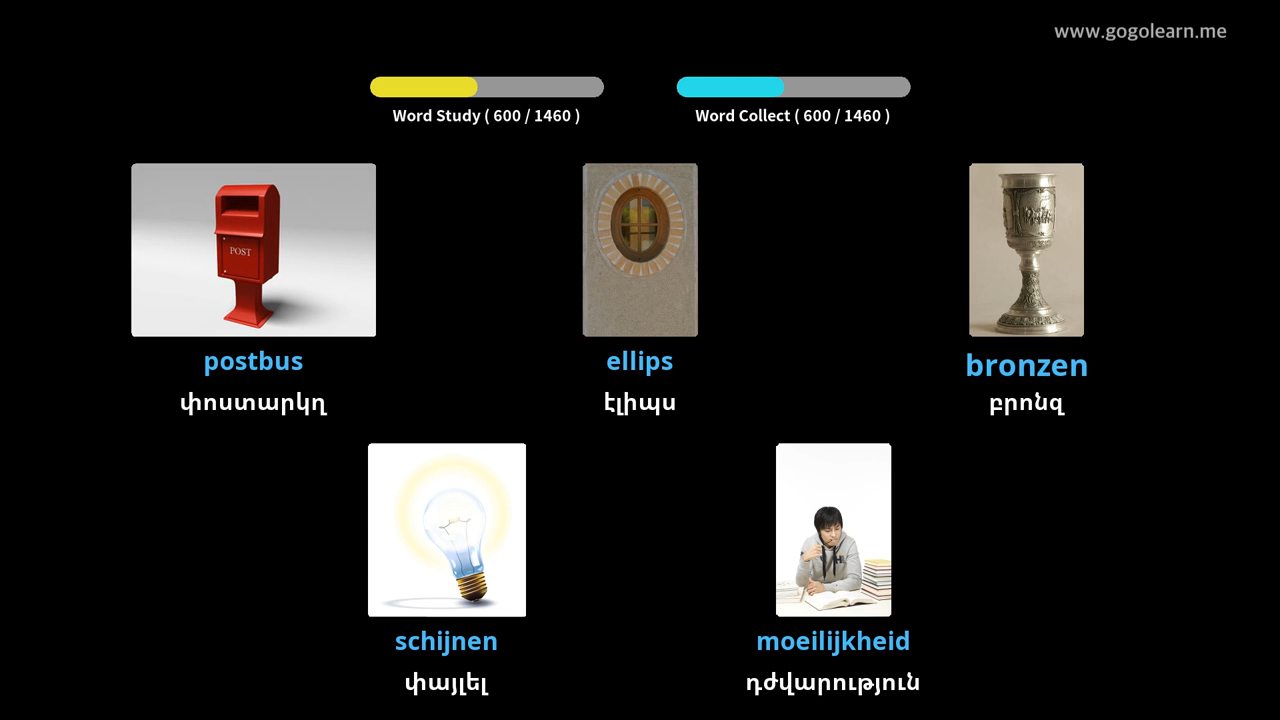 www.gogolearn.me
Word Study ( 600 / 1460 )
Word Collect ( 600 / 1460 )
POST
postbus
ellips
bronzen
փոստարկղ
էլիպս
բրոնզ
schijnen
moeilijkheid
փայլել
դժվարություն